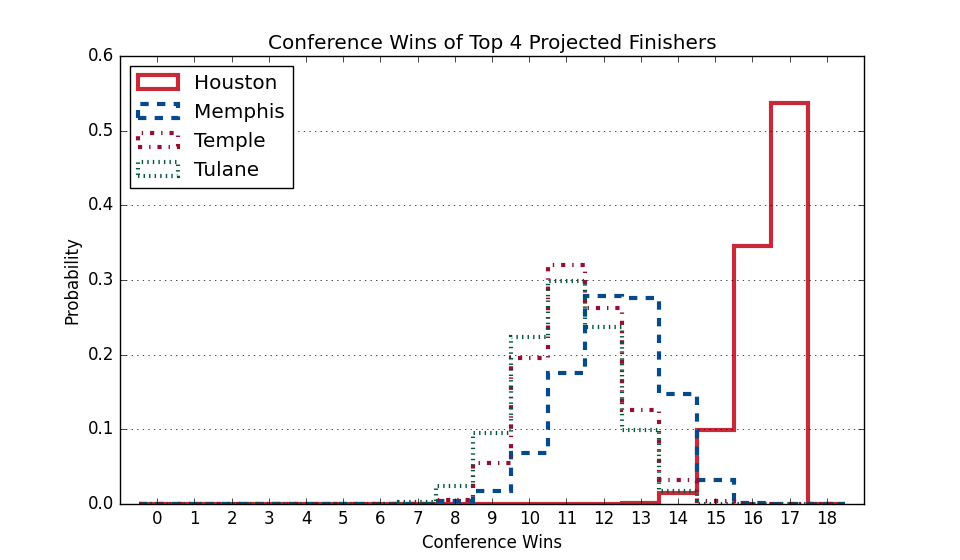 Conference Wins of Top 4 Projected Finishers
0.6
Houston
Memphis
Temple
Tulane
0.5
0.4
0.3
0.2
0.1
0.0
Probability
0 1 2 3 4 5 6 7 8 9 10 11 12 13 14 15 16 17 18
Conference Wins